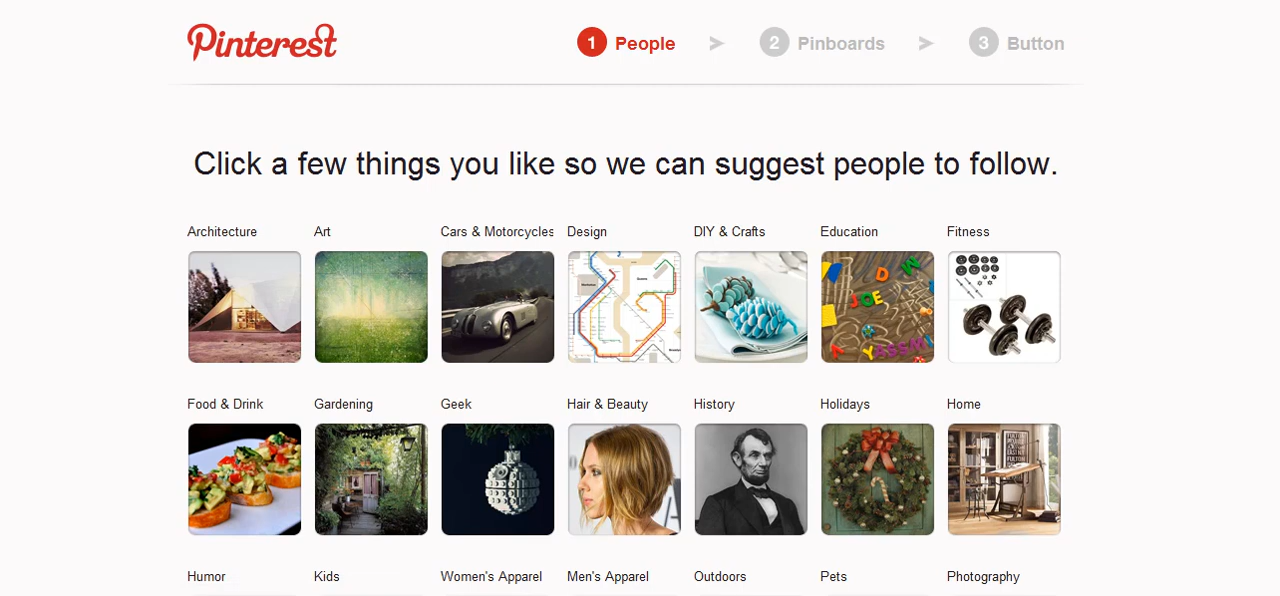 Pinterest
1 People > 2 Pinboards > 3 Button
Click a few things you like so we can suggest people to follow.
Architecture Art Cars & Motorcycles Design DIY & Crafts Education Fitness
Food & Drink Gardening Geek Hair & Beauty History Holidays Home
Humor Kids Women's Apparel Men's Apparel Outdoors Pets Photography